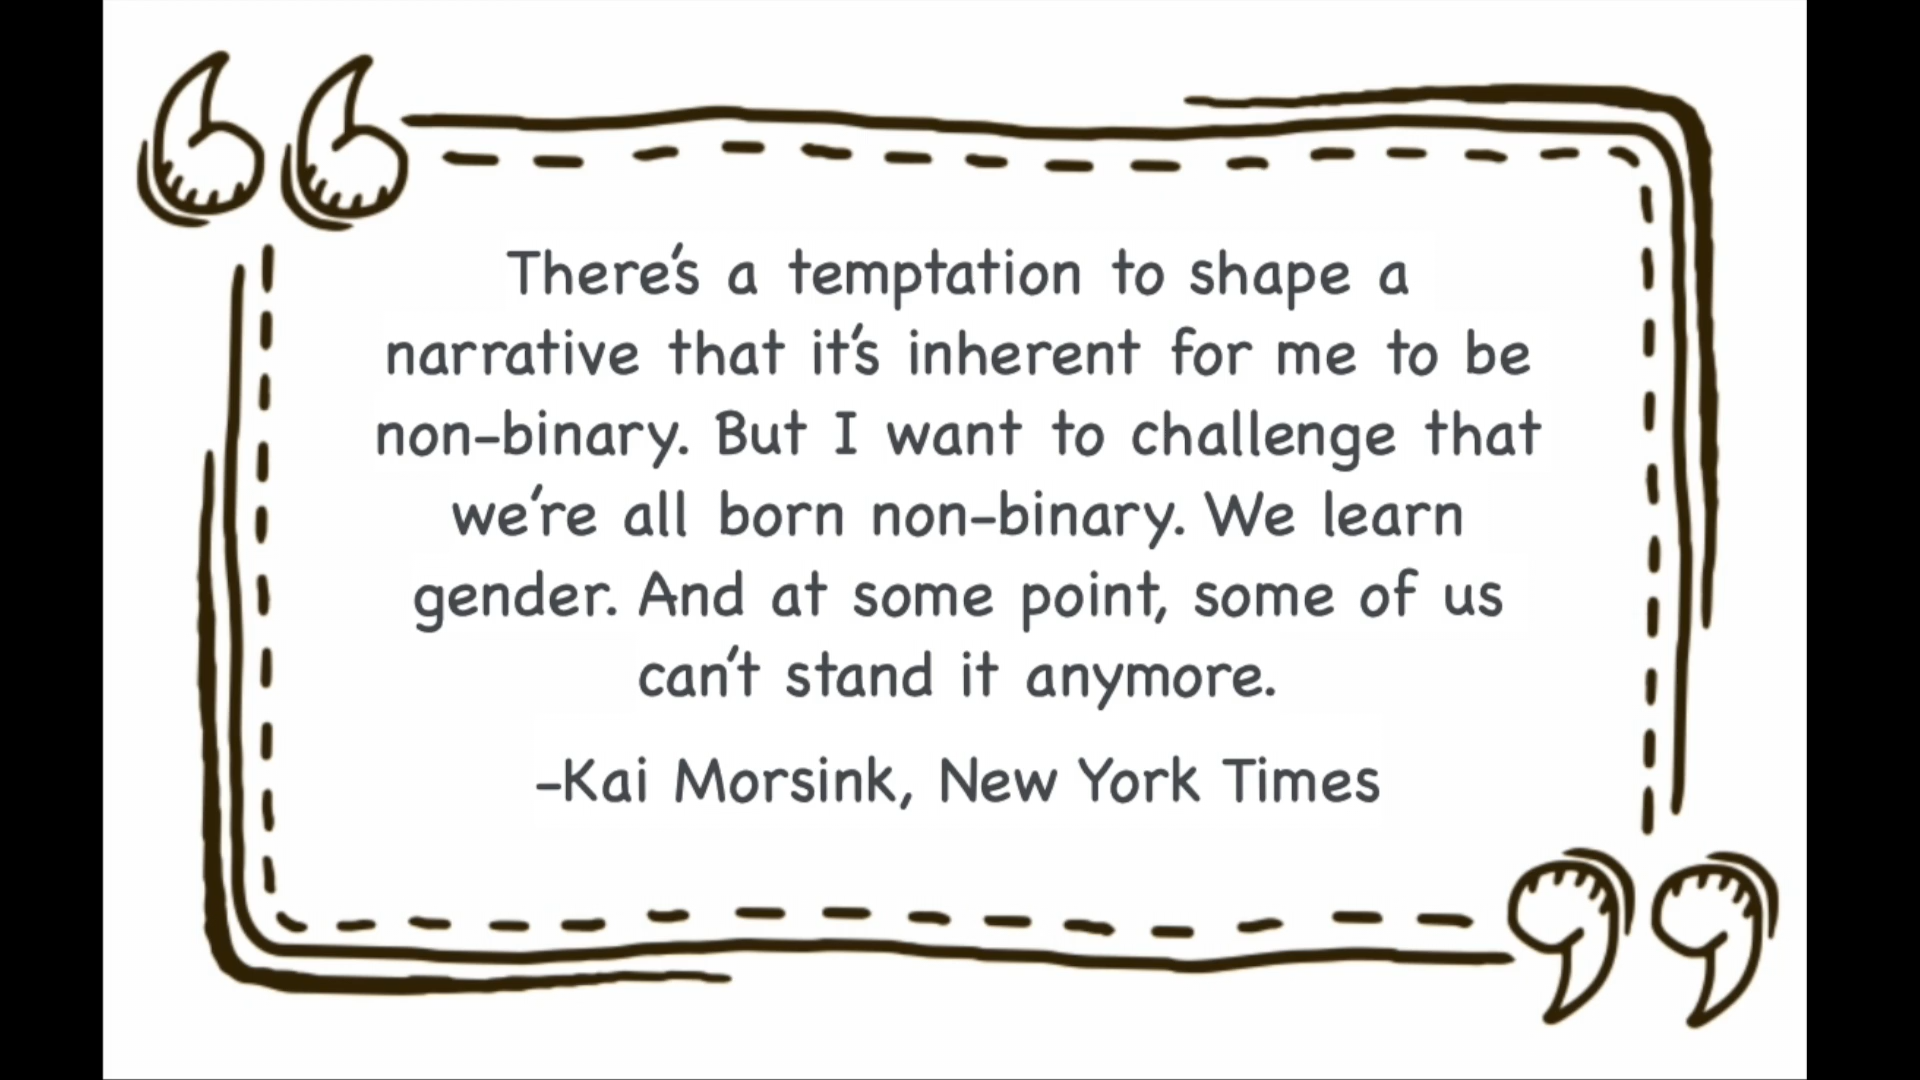 There's a temptation to shape a
narrative that it's inherent for me to be
non-binary. But I want to challenge that
we're all born non-binary. We learn
gender. And at some point, some of us
can't stand it anymore.
-Kai Morsink, New York Times